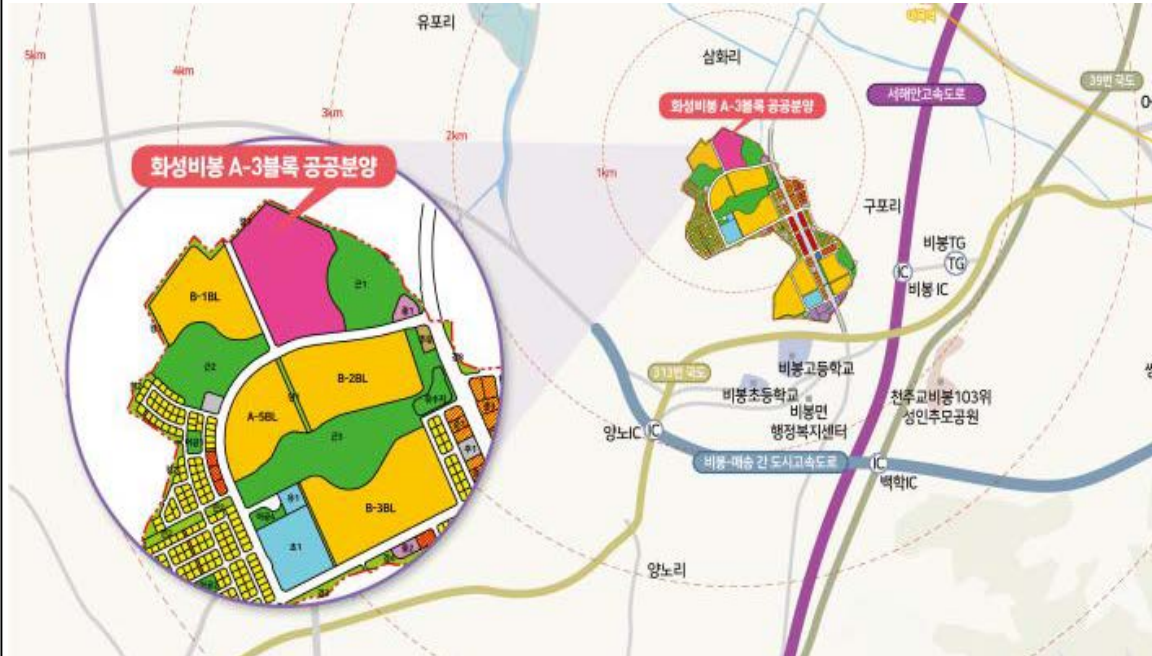 유포리
5km
4km
3km
2km
1km
삼화리
서해안고속도로
39번 국도
화성비봉 A-3블록 공공분양
화성비봉 A-3블록 공공분양
구포리
비봉TG
TG
IC
비봉 IC
B-1BL
근1
근2
B-2BL
A-5BL
근3
B-3BL
유1
초1
주1
313번 국도
비봉고등학교
비봉초등학교
비봉면
행정복지센터
천주교비봉103위
성인추모공원
양노IC
IC
비봉-매송 간 도시고속도로
IC
백학IC
양노리